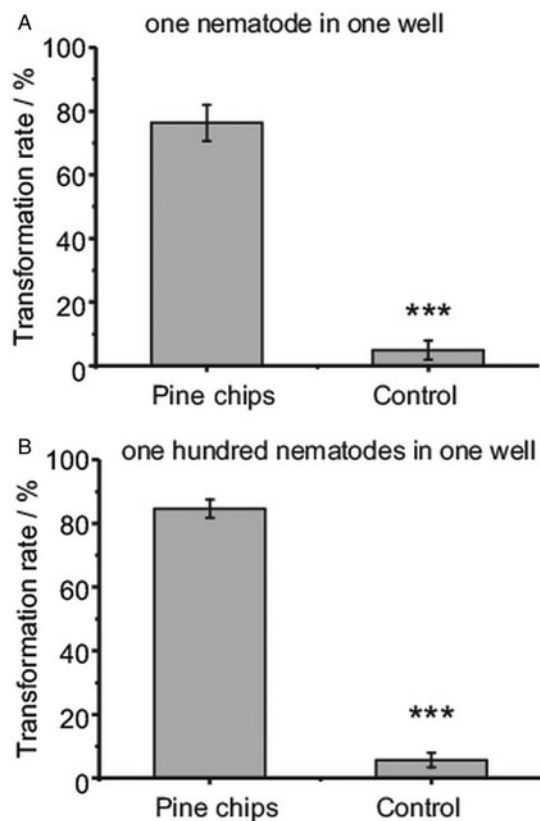 A
one nematode in one well
Transformation rate / %
100
80
60
40
20
0
***
Pine chips Control
B
one hundred nematodes in one well
Transformation rate / %
100
80
60
40
20
0
***
Pine chips Control